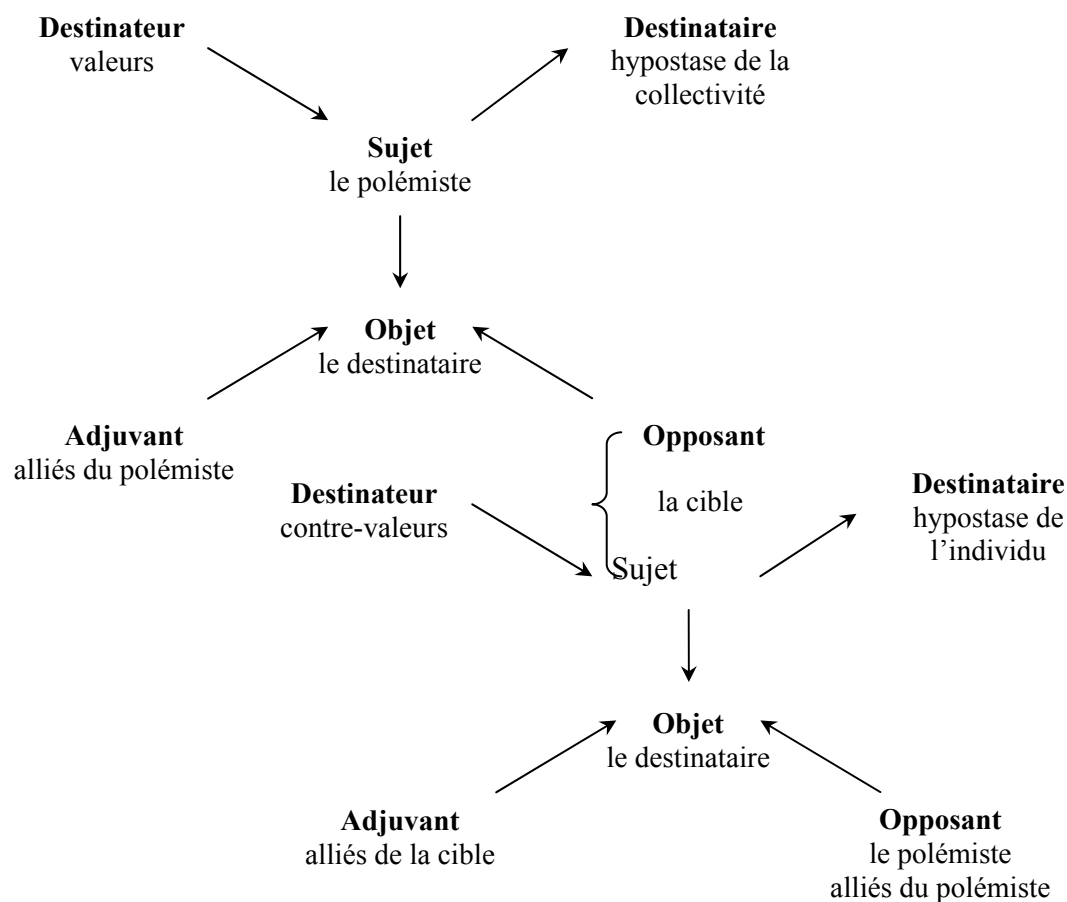 Destinateur
valeurs
Destinataire
hypostase de la
collectivité
Sujet
le polémiste
Objet
le destinataire
Adjuvant
alliés du polémiste
Opposant
la cible
Destinateur
contre-valeurs
Sujet
Destinataire
hypostase de
l’individu
Objet
le destinataire
Adjuvant
alliés de la cible
Opposant
le polémiste
alliés du polémiste